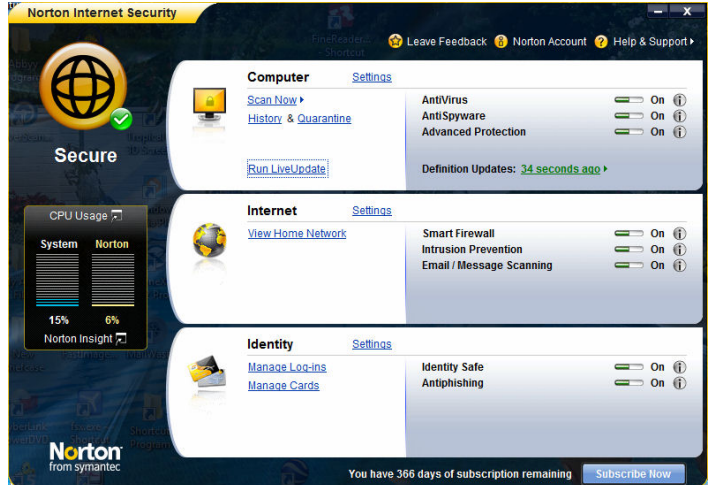 Norton Internet Security
FineReader...
Shortcut
Leave Feedback Norton Account Help & Support
Computer Settings
Scan Now
History & Quarantine
Run LiveUpdate
AntiVirus On
AntiSpyware On
Advanced Protection On
Definition Updates: 34 seconds ago
Secure
CPU Usage
System Norton
15% 6%
Norton Insight
Internet Settings
View Home Network
Smart Firewall On
Intrusion Prevention On
Email / Message Scanning On
Identity Settings
Manage Log-ins
Manage Cards
Identity Safe On
Antiphishing On
Norton
from symantec
You have 366 days of subscription remaining Subscribe Now